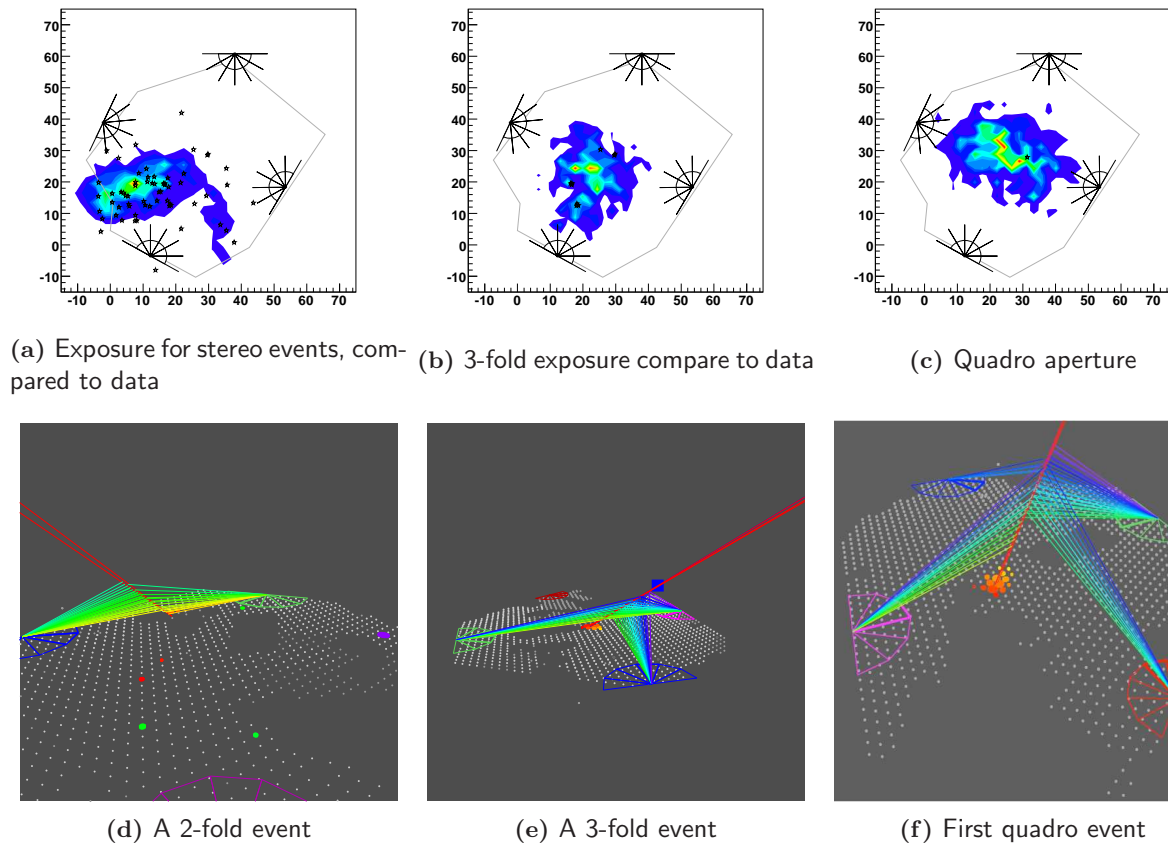 70
60
50
40
30
20
10
0
-10
-10 0 10 20 30 40 50 60 70
70
60
50
40
30
20
10
0
-10
-10 0 10 20 30 40 50 60 70
70
60
50
40
30
20
10
0
-10
-10 0 10 20 30 40 50 60 70
(a) Exposure for stereo events, com-
pared to data
(b) 3-fold exposure compare to data
(c) Quadro aperture
(d) A 2-fold event
(e) A 3-fold event
(f) First quadro event